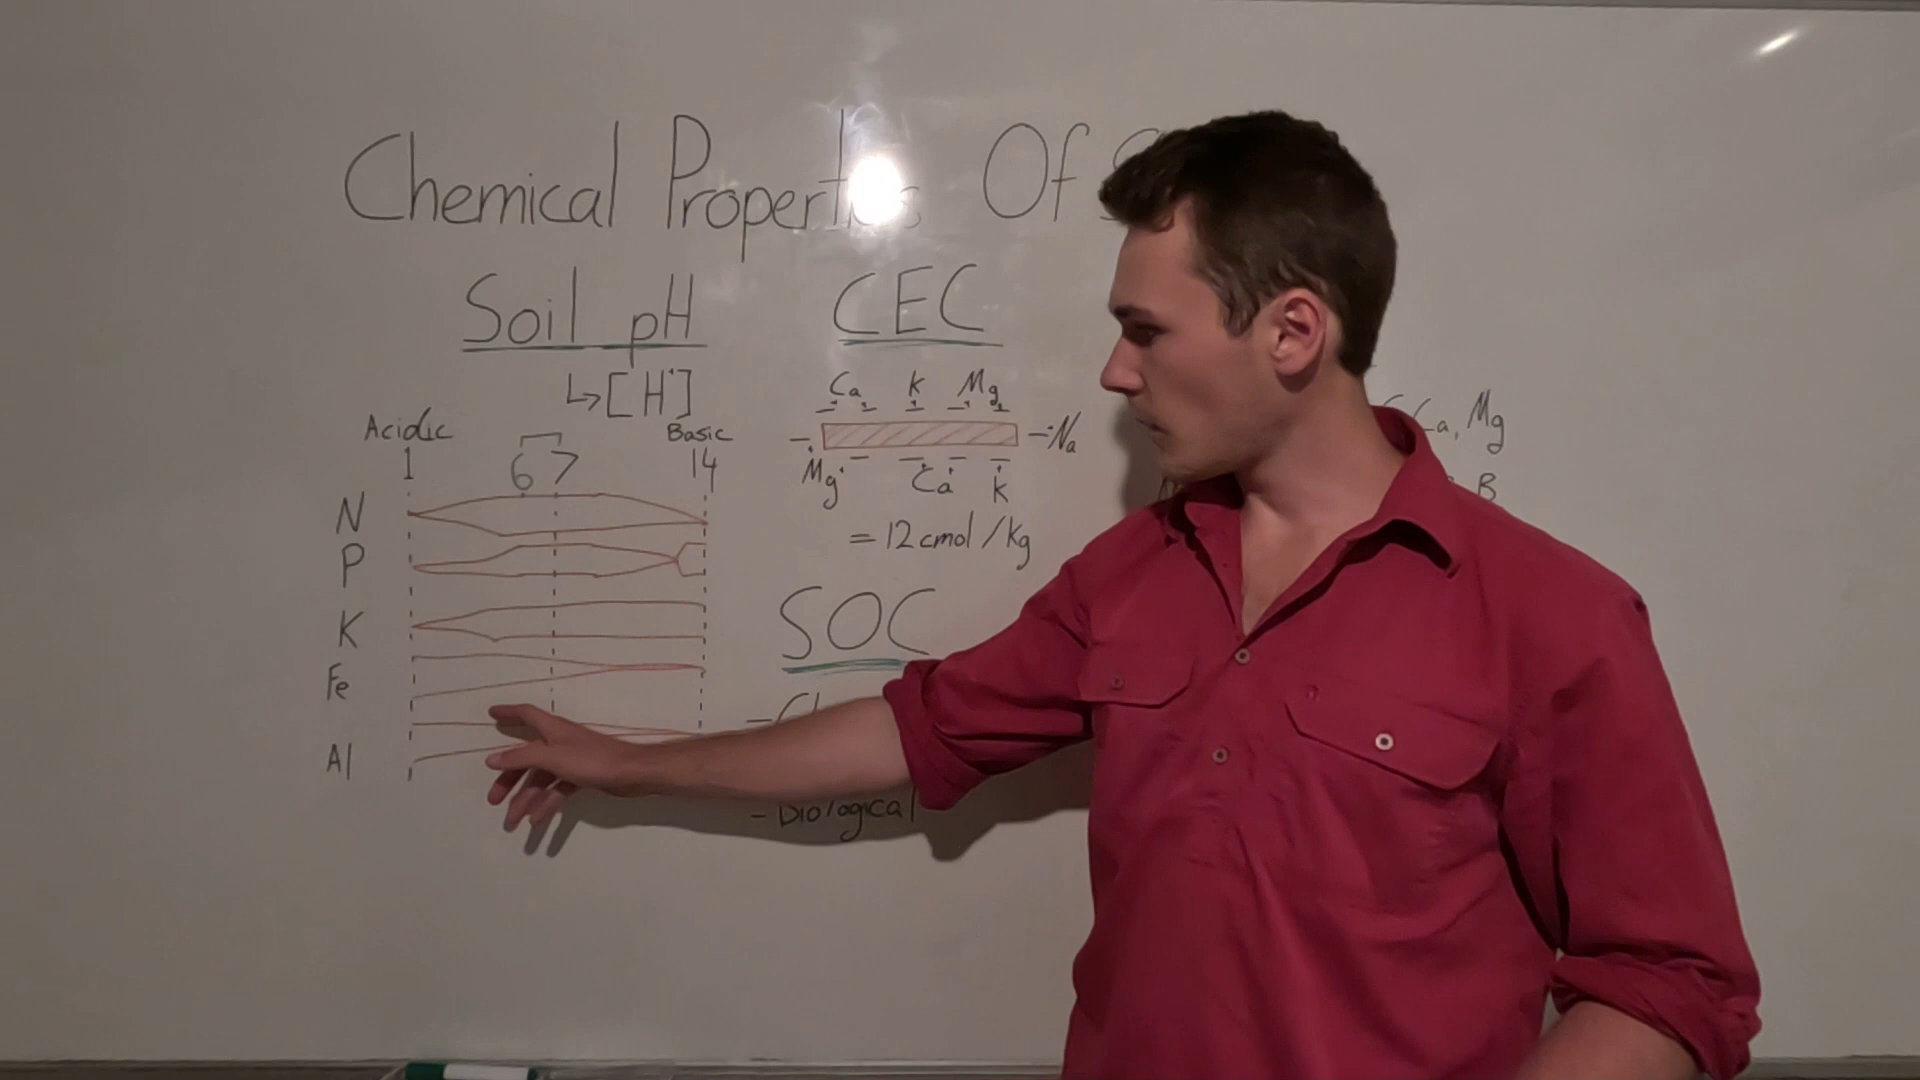 Chemical Properties Of
Soil pH
↳[H⁺]
Acidic
Basic
1
6 7
14
N
P
K
Fe
Al
CEC
Ca K Mg
Na
Mg Ca K
= 12 cmol/kg
SOC
- Biological
Ca, Mg
B